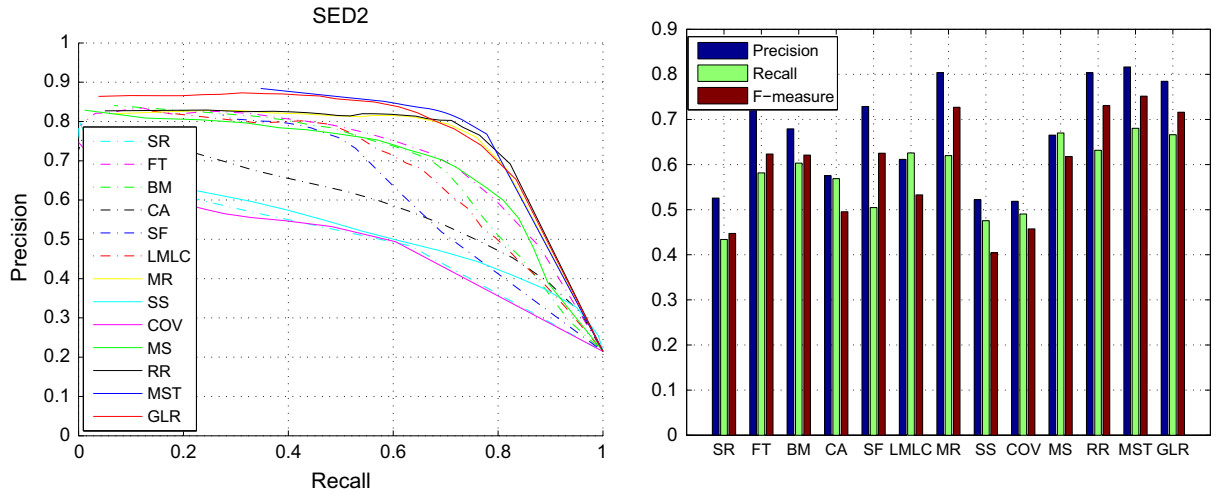 SED2
Precision
1
0.9
0.8
0.7
0.6
0.5
0.4
0.3
0.2
0.1
0
SR
FT
BM
CA
SF
LMLC
MR
SS
COV
MS
RR
MST
GLR
0 0.2 0.4 0.6 0.8 1
Recall
0.9
0.8
0.7
0.6
0.5
0.4
0.3
0.2
0.1
0
Precision
Recall
F-measure
SR FT BM CA SF LMLC MR SS COV MS RR MST GLR